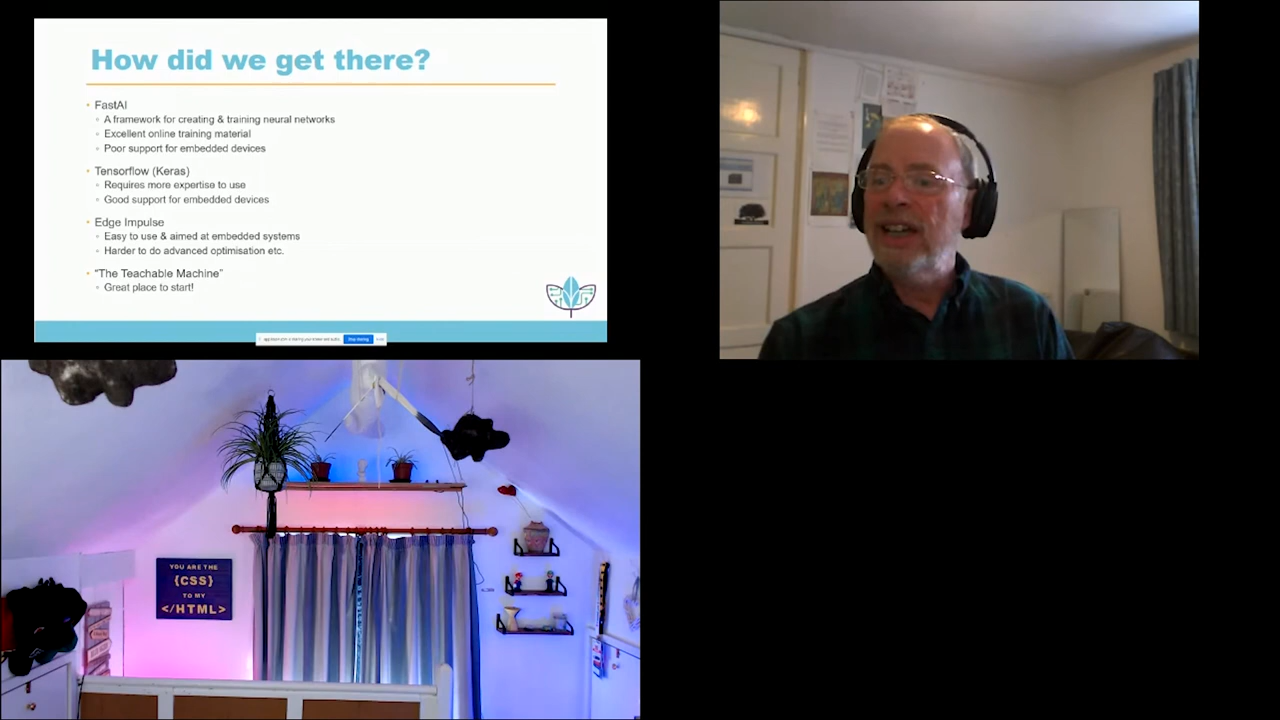 How did we get there?
FastAI
A framework for creating & training neural networks
Excellent online training material
Poor support for embedded devices
Tensorflow (Keras)
Requires more expertise to use
Good support for embedded devices
Edge Impulse
Easy to use & aimed at embedded systems
Harder to do advanced optimisation etc.
“The Teachable Machine”
Great place to start!
Stop sharing
YOU ARE THE
{CSS}
TO MY
</HTML>